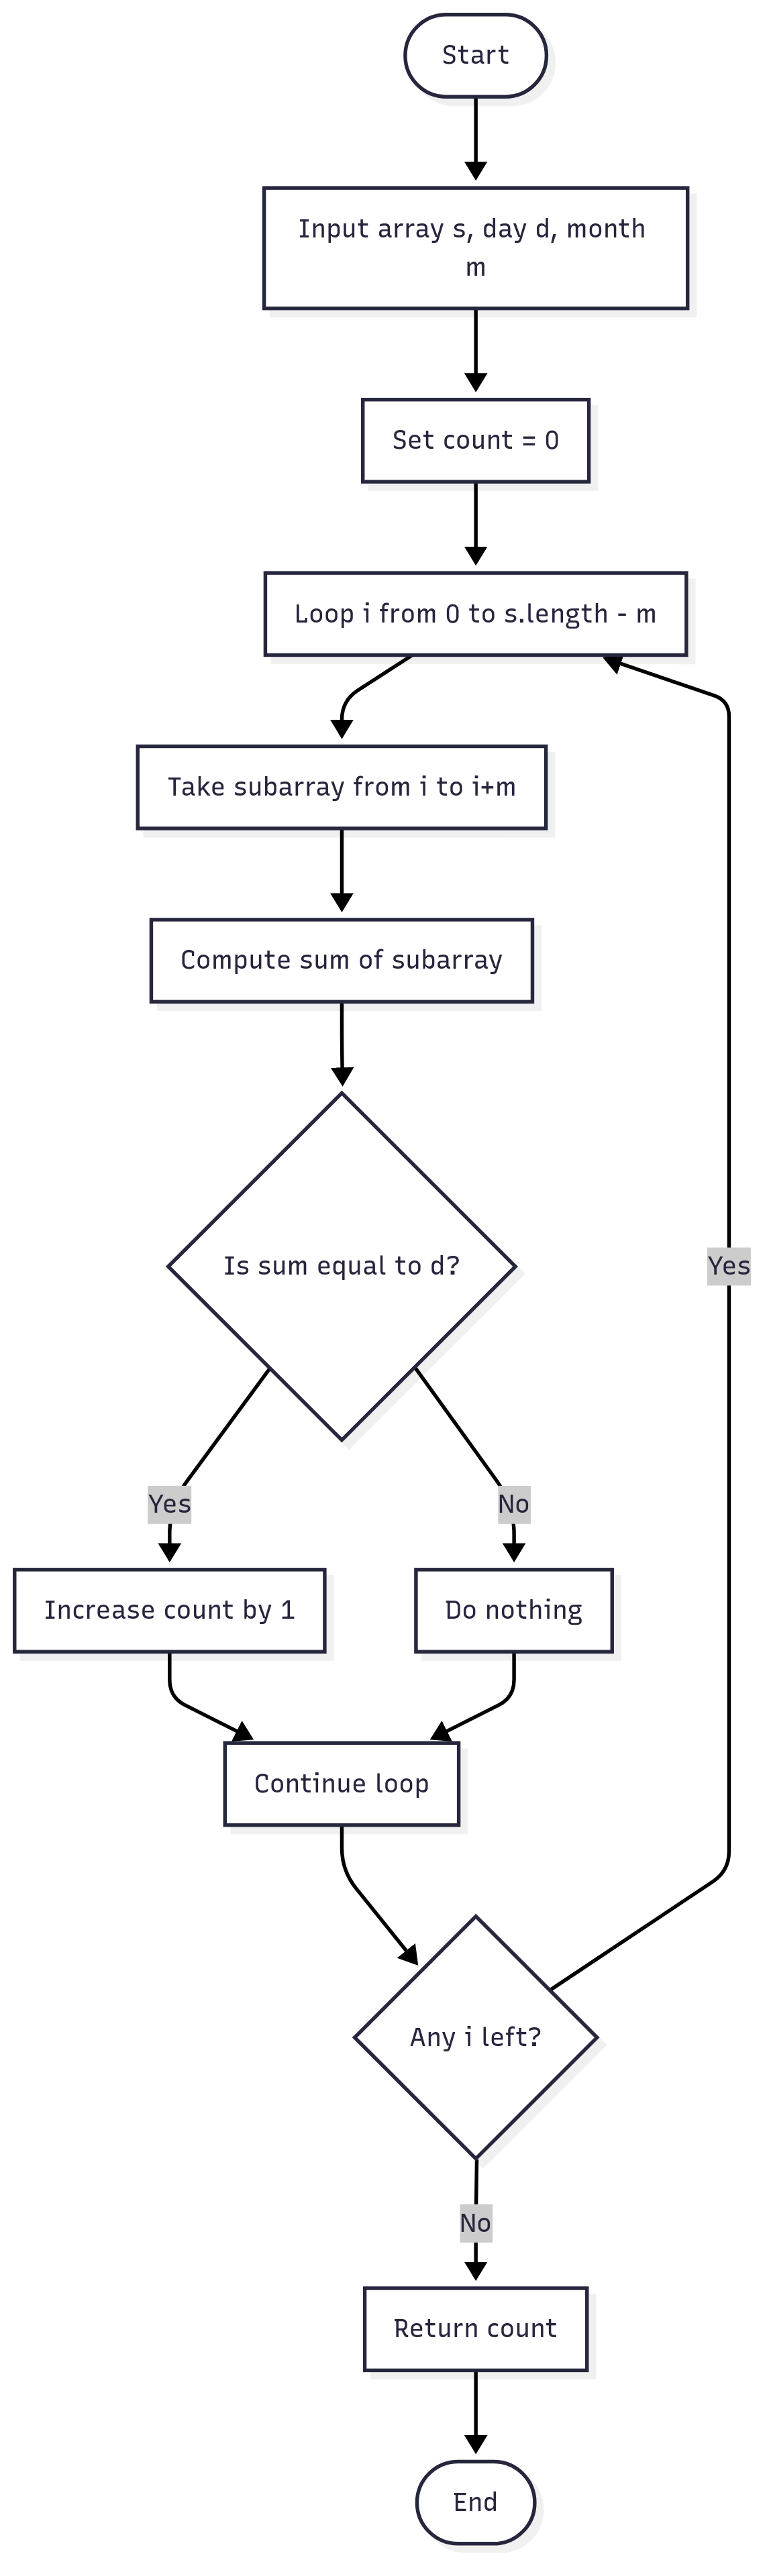 Start
Input array s, day d, month
m
Set count = 0
Loop i from 0 to s.length - m
Take subarray from i to i+m
Compute sum of subarray
Is sum equal to d?
Yes
Yes
No
Increase count by 1
Do nothing
Continue loop
Any i left?
No
Return count
End